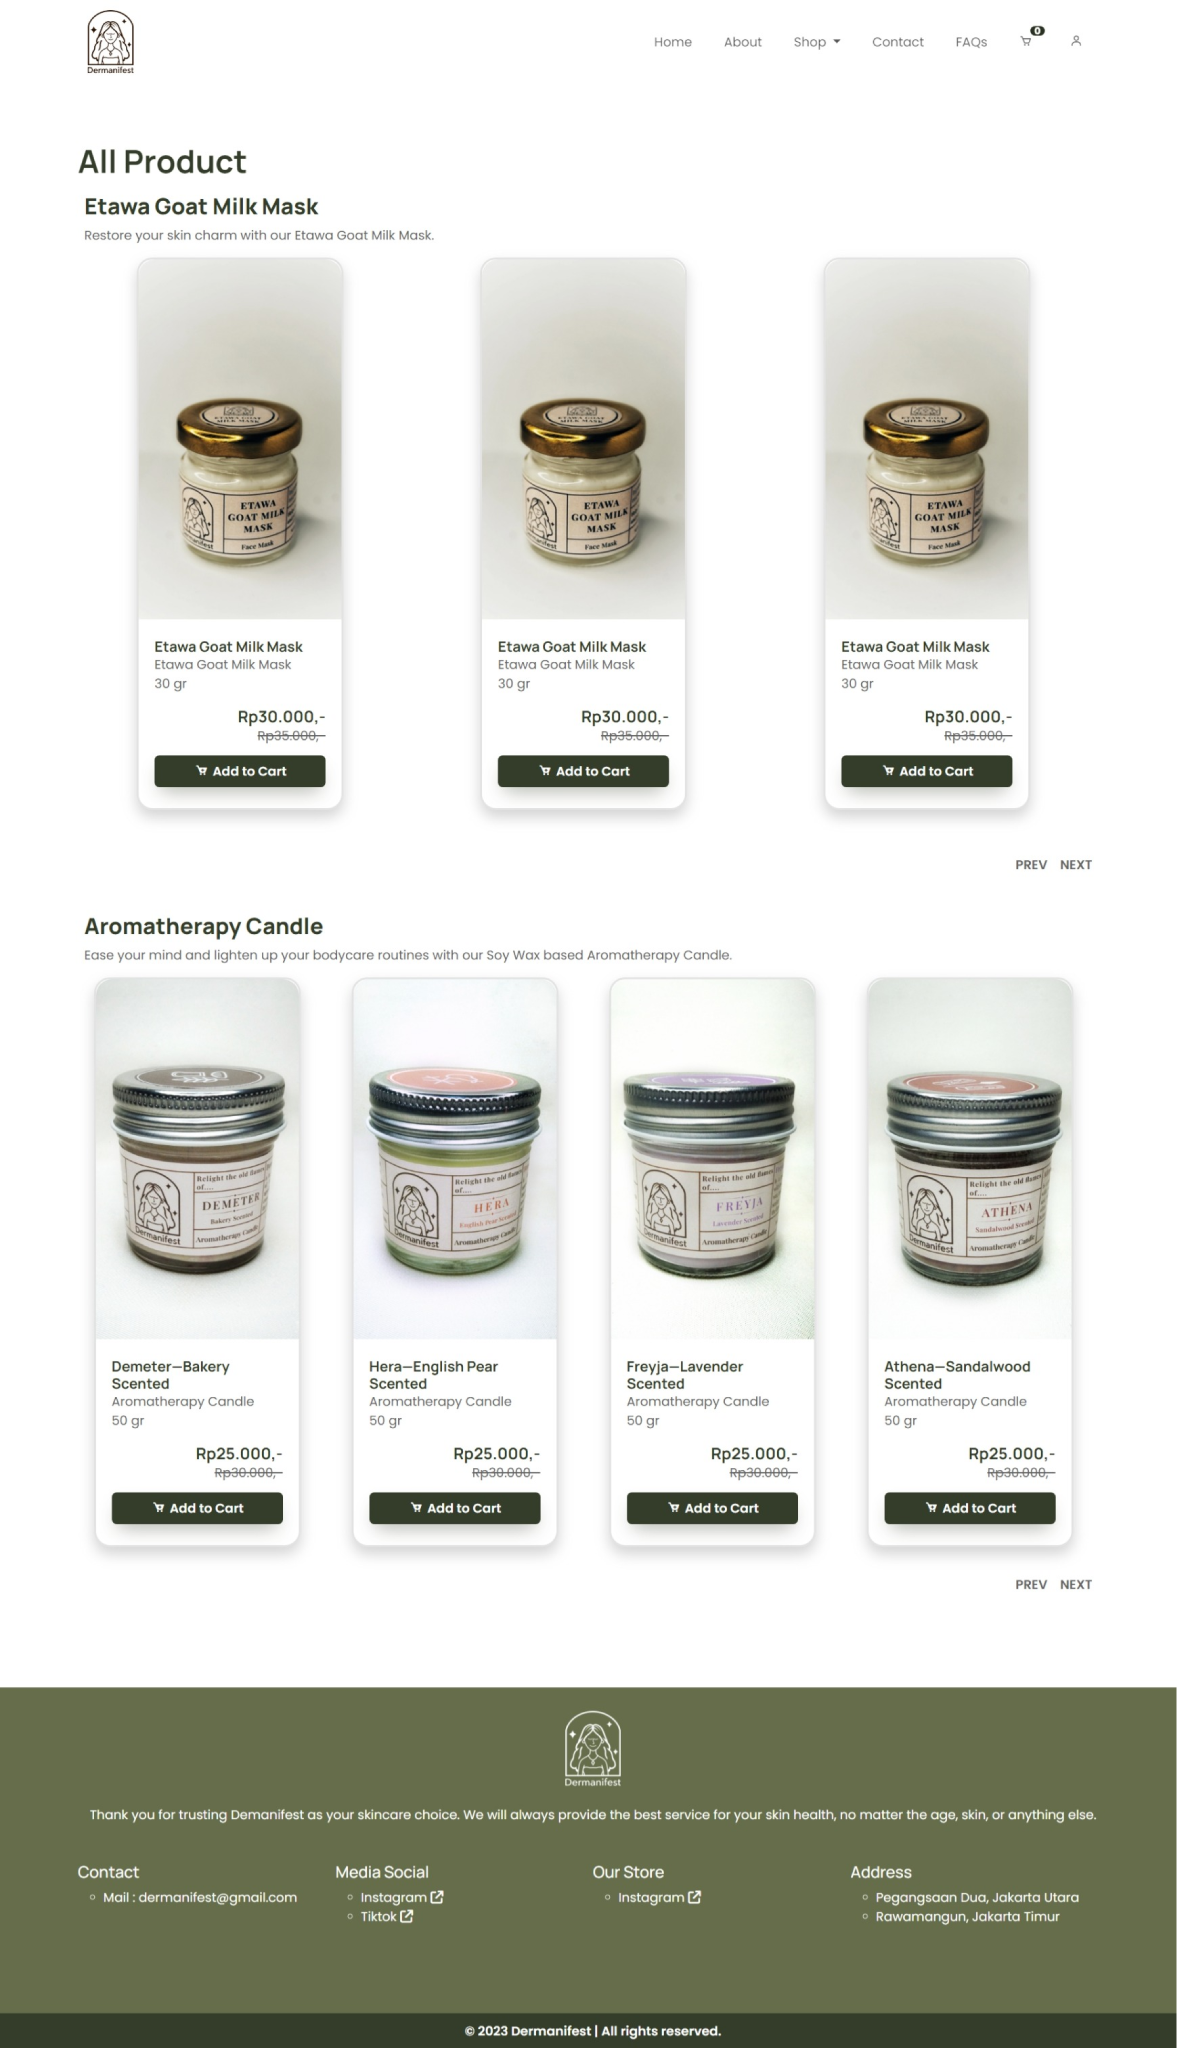 Dermanifest
Home About Shop Contact FAQs 0
All Product
Etawa Goat Milk Mask
Restore your skin charm with our Etawa Goat Milk Mask.
ETAWA
GOAT MILK
MASK
Face Mask
ETAWA
GOAT MILK
MASK
Face Mask
ETAWA
GOAT MILK
MASK
Face Mask
Etawa Goat Milk Mask
Etawa Goat Milk Mask
30 gr
Rp30.000,-
Rp35.000,-
Add to Cart
Etawa Goat Milk Mask
Etawa Goat Milk Mask
30 gr
Rp30.000,-
Rp35.000,-
Add to Cart
Etawa Goat Milk Mask
Etawa Goat Milk Mask
30 gr
Rp30.000,-
Rp35.000,-
Add to Cart
PREV NEXT
Aromatherapy Candle
Ease your mind and lighten up your bodycare routines with our Soy Wax based Aromatherapy Candle.
Relight the old flames
of....
DEMETER
Bakery Scented
Aromatherapy Candle
Dermanifest
Relight the old flames
of....
HERA
English Pear Scented
Aromatherapy Candle
Dermanifest
Relight the old flames
of....
FREYJA
Lavender Scented
Aromatherapy Candle
Dermanifest
Relight the old flames
of....
ATHENA
Sandalwood Scented
Aromatherapy Candle
Dermanifest
Demeter—Bakery
Scented
Aromatherapy Candle
50 gr
Rp25.000,-
Rp30.000,-
Add to Cart
Hera—English Pear
Scented
Aromatherapy Candle
50 gr
Rp25.000,-
Rp30.000,-
Add to Cart
Freyja—Lavender
Scented
Aromatherapy Candle
50 gr
Rp25.000,-
Rp30.000,-
Add to Cart
Athena—Sandalwood
Scented
Aromatherapy Candle
50 gr
Rp25.000,-
Rp30.000,-
Add to Cart
PREV NEXT
Dermanifest
Thank you for trusting Demanifest as your skincare choice. We will always provide the best service for your skin health, no matter the age, skin, or anything else.
Contact
Mail : dermanifest@gmail.com
Media Social
Instagram
Tiktok
Our Store
Instagram
Address
Pegangsaan Dua, Jakarta Utara
Rawamangun, Jakarta Timur
© 2023 Dermanifest | All rights reserved.